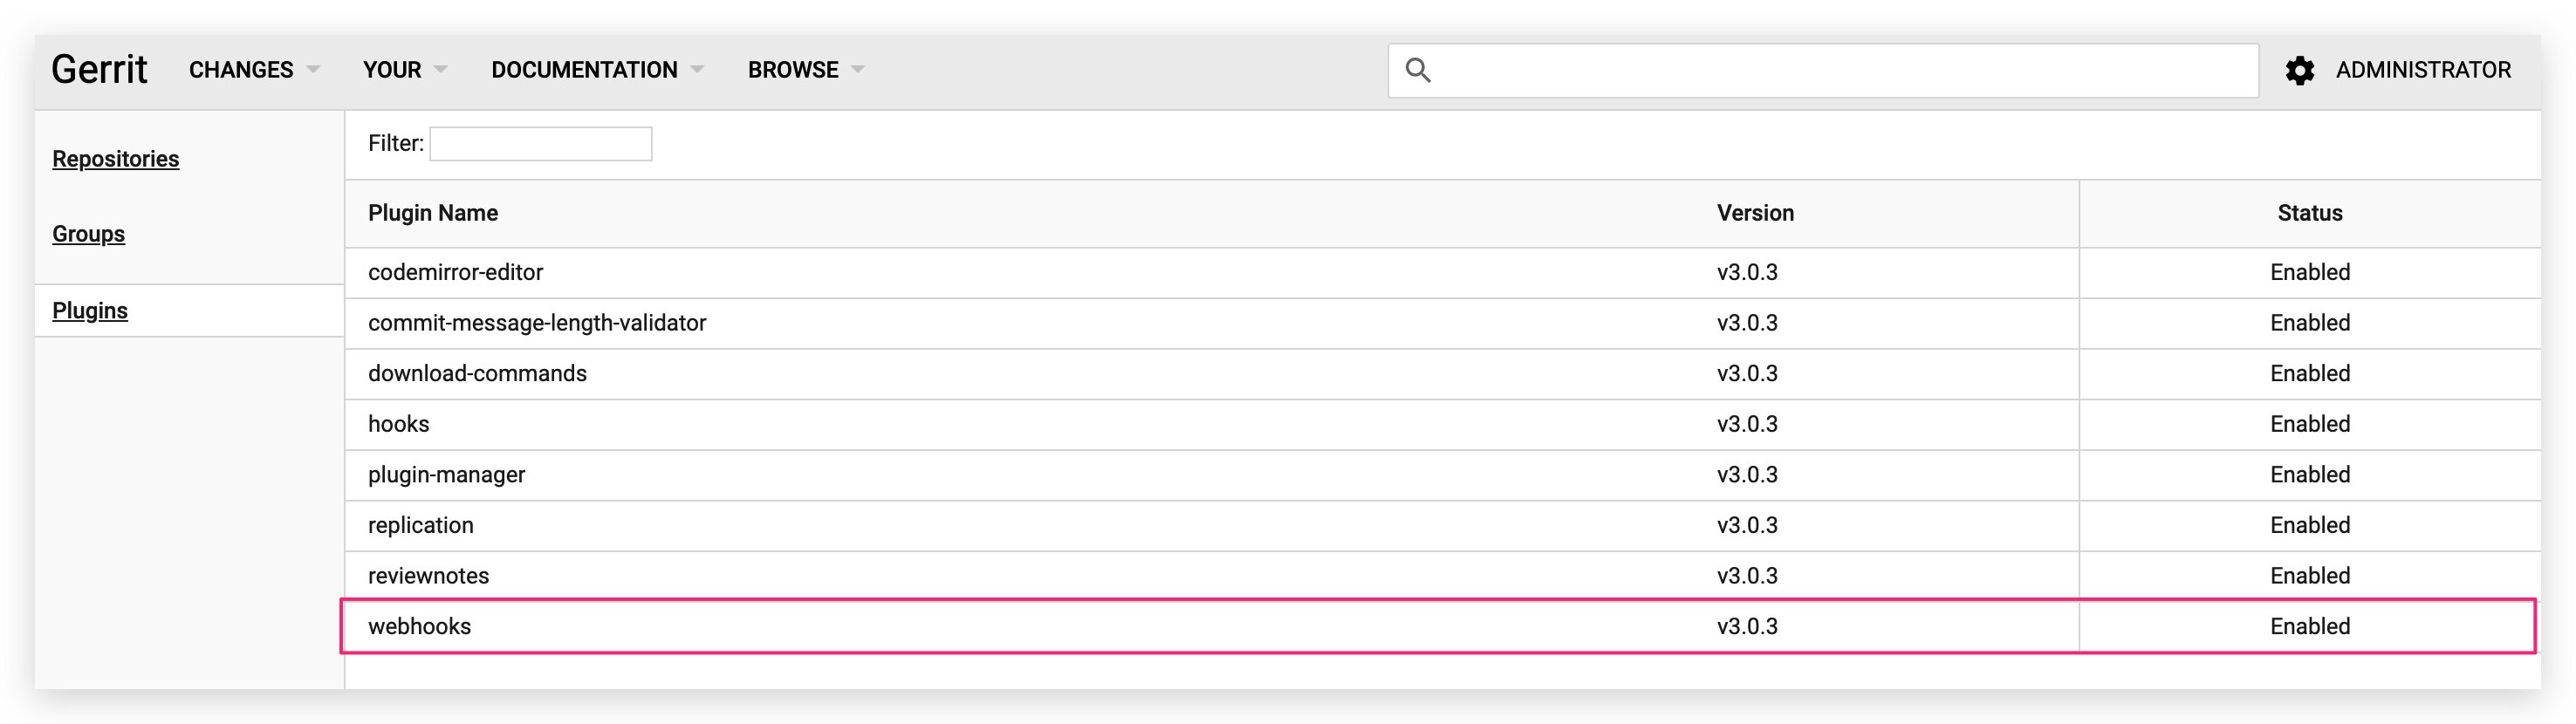 Gerrit CHANGES YOUR DOCUMENTATION BROWSE ADMINISTRATOR
Repositories
Groups
Plugins
Filter:
Plugin Name Version Status
codemirror-editor v3.0.3 Enabled
commit-message-length-validator v3.0.3 Enabled
download-commands v3.0.3 Enabled
hooks v3.0.3 Enabled
plugin-manager v3.0.3 Enabled
replication v3.0.3 Enabled
reviewnotes v3.0.3 Enabled
webhooks v3.0.3 Enabled